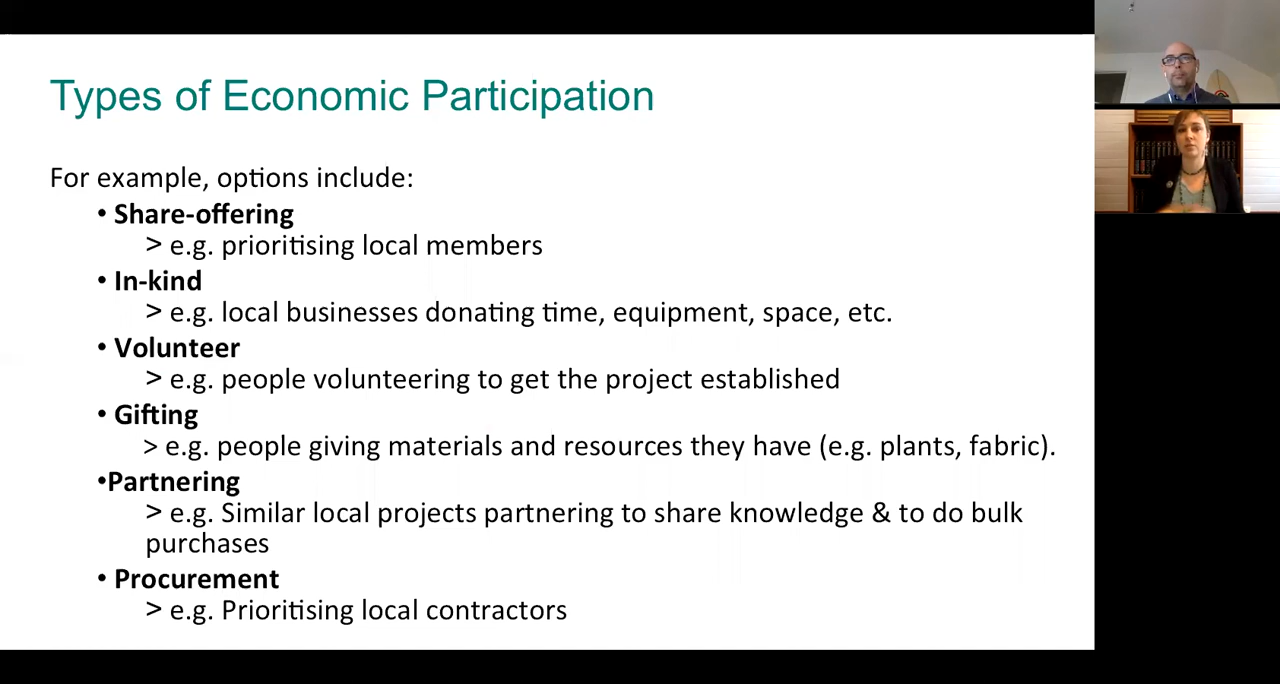 Types of Economic Participation
For example, options include:
• Share-offering
> e.g. prioritising local members
• In-kind
> e.g. local businesses donating time, equipment, space, etc.
• Volunteer
> e.g. people volunteering to get the project established
• Gifting
> e.g. people giving materials and resources they have (e.g. plants, fabric).
•Partnering
> e.g. Similar local projects partnering to share knowledge & to do bulk
purchases
• Procurement
> e.g. Prioritising local contractors